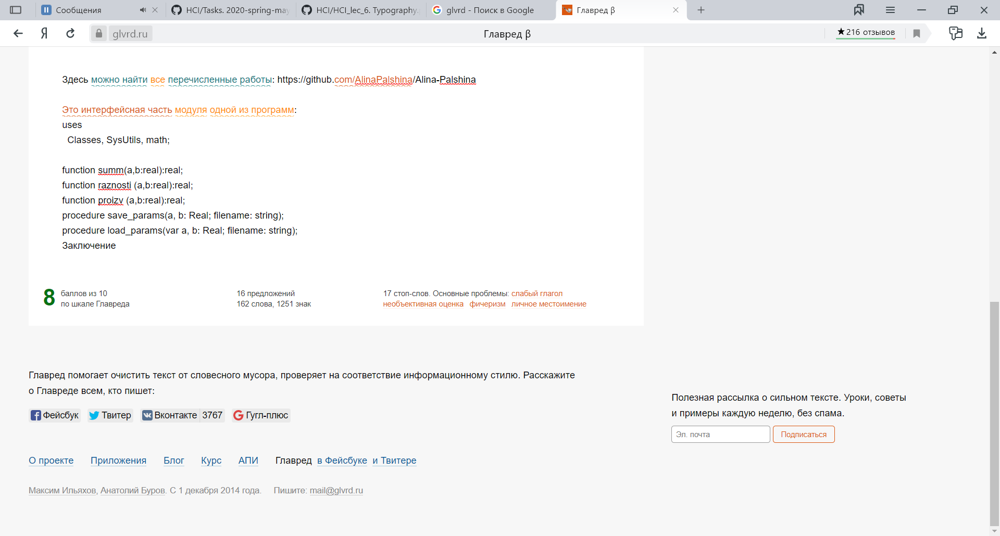 Сообщения
HCI/Tasks. 2020-spring-may
HCI/HCI_lec_6. Typography.
glvrd - Поиск в Google
Главред β
Я
glvrd.ru
Главред β
★216 отзывов
Здесь можно найти все перечисленные работы: https://github.com/AlinaPalshina/Alina-Palshina
Это интерфейсная часть модуля одной из программ:
uses
Classes, SysUtils, math;
function summ(a,b:real):real;
function raznosti (a,b:real):real;
function proizv (a,b:real):real;
procedure save_params(a, b: Real; filename: string);
procedure load_params(var a, b: Real; filename: string);
Заключение
8
баллов из 10
по шкале Главреда
16 предложений
162 слова, 1251 знак
17 стоп-слов. Основные проблемы: слабый глагол
необъективная оценка фичеризм личное местоимение
Главред помогает очистить текст от словесного мусора, проверяет на соответствие информационному стилю. Расскажите
о Главреде всем, кто пишет:
Фейсбук Твитер Вконтакте 3767 Гугл-плюс
Полезная рассылка о сильном тексте. Уроки, советы
и примеры каждую неделю, без спама.
Эл. почта Подписаться
О проекте Приложения Блог Курс АПИ Главред в Фейсбуке и Твитере
Максим Ильяхов, Анатолий Буров. С 1 декабря 2014 года. Пишите: mail@glvrd.ru